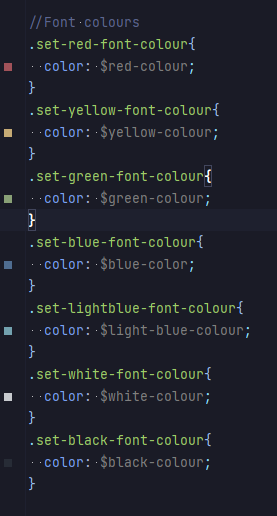 //Font colours
.set-red-font-colour{
  color: $red-colour;
}
.set-yellow-font-colour{
  color: $yellow-colour;
}
.set-green-font-colour{
  color: $green-colour;
}
.set-blue-font-colour{
  color: $blue-color;
}
.set-lightblue-font-colour{
  color: $light-blue-colour;
}
.set-white-font-colour{
  color: $white-colour;
}
.set-black-font-colour{
  color: $black-colour;
}